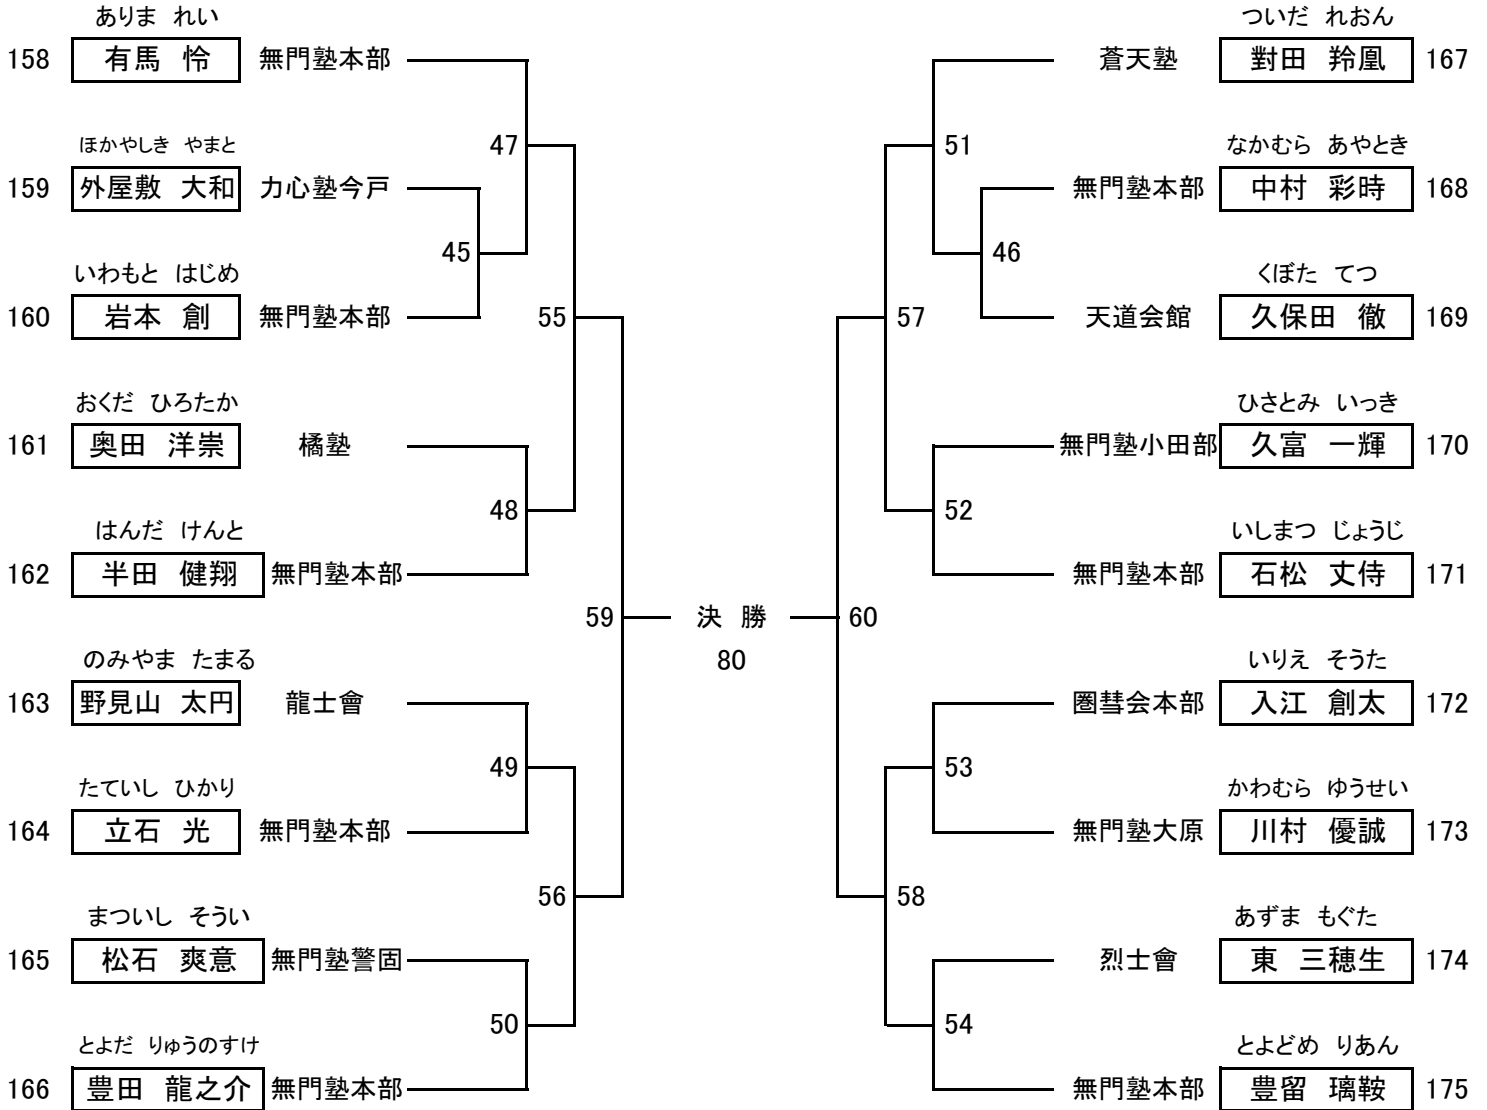 ありま れい
158 有馬 怜 無門塾本部
47
ほかやしき やまと
159 外屋敷 大和 力心塾今戸
45
いわもと はじめ
160 岩本 創 無門塾本部
55
おくだ ひろたか
161 奥田 洋崇 橘塾
48
はんだ けんと
162 半田 健翔 無門塾本部
59
のみやま たまる
163 野見山 太円 龍士會
49
たていし ひかり
164 立石 光 無門塾本部
56
まついし そうい
165 松石 爽意 無門塾警固
50
とよだ りゅうのすけ
166 豊田 龍之介 無門塾本部
決 勝
80
ついだ れおん
蒼天塾 對田 羚凰 167
51
なかむら あやとき
無門塾本部 中村 彩時 168
46
くぼた てつ
天道会館 久保田 徹 169
57
ひさとみ いっき
無門塾小田部 久富 一輝 170
52
いしまつ じょうじ
無門塾本部 石松 丈侍 171
60
いりえ そうた
圏彗会本部 入江 創太 172
53
かわむら ゆうせい
無門塾大原 川村 優誠 173
58
あずま もぐた
烈士會 東 三穂生 174
54
とよどめ りあん
無門塾本部 豊留 璃鞍 175